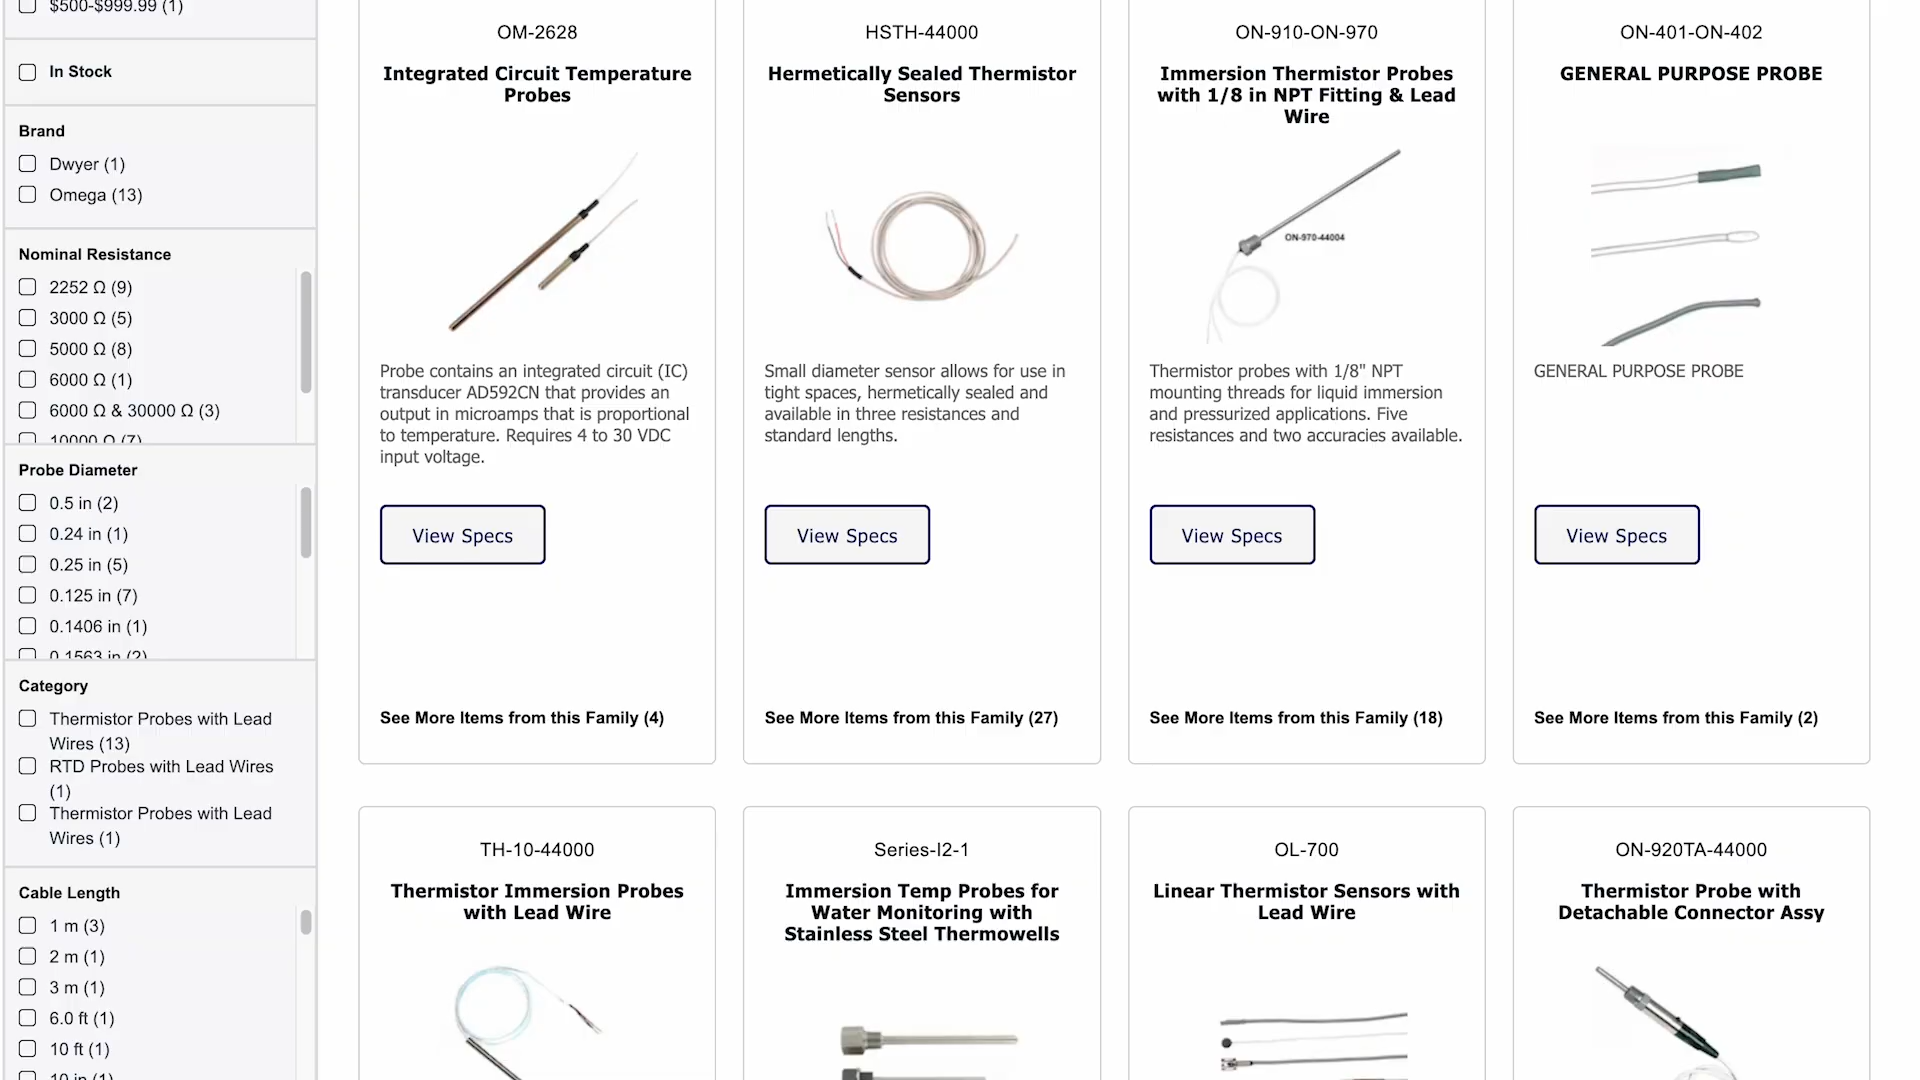 $500-$999.99 (1)
In Stock
Brand
Dwyer (1)
Omega (13)
Nominal Resistance
2252 Ω (9)
3000 Ω (5)
5000 Ω (8)
6000 Ω (1)
6000 Ω & 30000 Ω (3)
10000 Ω (7)
Probe Diameter
0.5 in (2)
0.24 in (1)
0.25 in (5)
0.125 in (7)
0.1406 in (1)
0.1563 in (2)
Category
Thermistor Probes with Lead
Wires (13)
RTD Probes with Lead Wires
(1)
Thermistor Probes with Lead
Wires (1)
Cable Length
1 m (3)
2 m (1)
3 m (1)
6.0 ft (1)
10 ft (1)
10 in (1)
OM-2628
Integrated Circuit Temperature
Probes
Probe contains an integrated circuit (IC)
transducer AD592CN that provides an
output in microamps that is proportional
to temperature. Requires 4 to 30 VDC
input voltage.
View Specs
See More Items from this Family (4)
HSTH-44000
Hermetically Sealed Thermistor
Sensors
Small diameter sensor allows for use in
tight spaces, hermetically sealed and
available in three resistances and
standard lengths.
View Specs
See More Items from this Family (27)
ON-910-ON-970
Immersion Thermistor Probes
with 1/8 in NPT Fitting & Lead
Wire
ON-970-44004
Thermistor probes with 1/8" NPT
mounting threads for liquid immersion
and pressurized applications. Five
resistances and two accuracies available.
View Specs
See More Items from this Family (18)
ON-401-ON-402
GENERAL PURPOSE PROBE
GENERAL PURPOSE PROBE
View Specs
See More Items from this Family (2)
TH-10-44000
Thermistor Immersion Probes
with Lead Wire
Series-I2-1
Immersion Temp Probes for
Water Monitoring with
Stainless Steel Thermowells
OL-700
Linear Thermistor Sensors with
Lead Wire
ON-920TA-44000
Thermistor Probe with
Detachable Connector Assy